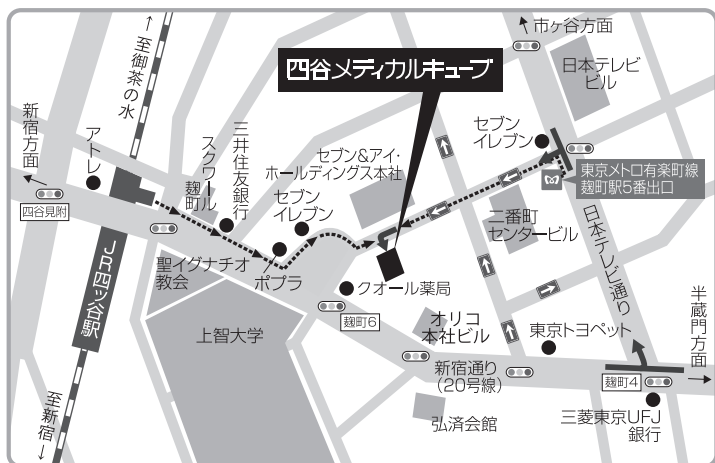 ←至御茶の水
新宿方面
アトレ
四谷見附
JR四ツ谷駅
至新宿→
麹町
スクワール
三井住友銀行
セブン
イレブン
ポプラ
聖イグナチオ
教会
上智大学
四谷メディカルキューブ
セブン&アイ・
ホールディングス本社
クオール薬局
麹町6
オリコ
本社ビル
新宿通り
(20号線)
弘済会館
市ヶ谷方面
日本テレビ
ビル
セブン
イレブン
東京メトロ有楽町線
麹町駅5番出口
二番町
センタービル
日本テレビ通り
東京トヨペット
半蔵門方面
麹町4
三菱東京UFJ
銀行